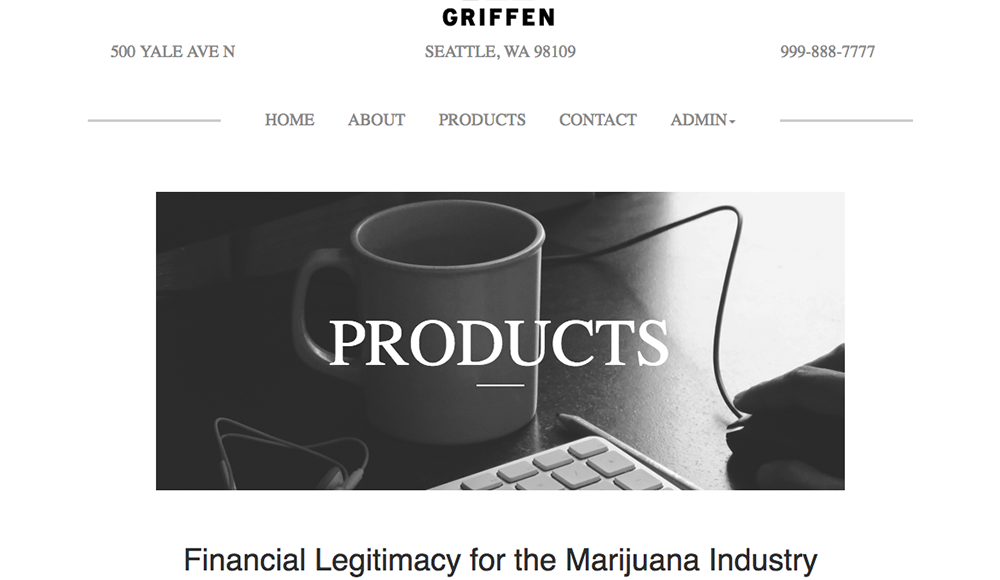 GRIFFEN
500 YALE AVE N SEATTLE, WA 98109 999-888-7777
HOME ABOUT PRODUCTS CONTACT ADMIN
PRODUCTS
Financial Legitimacy for the Marijuana Industry